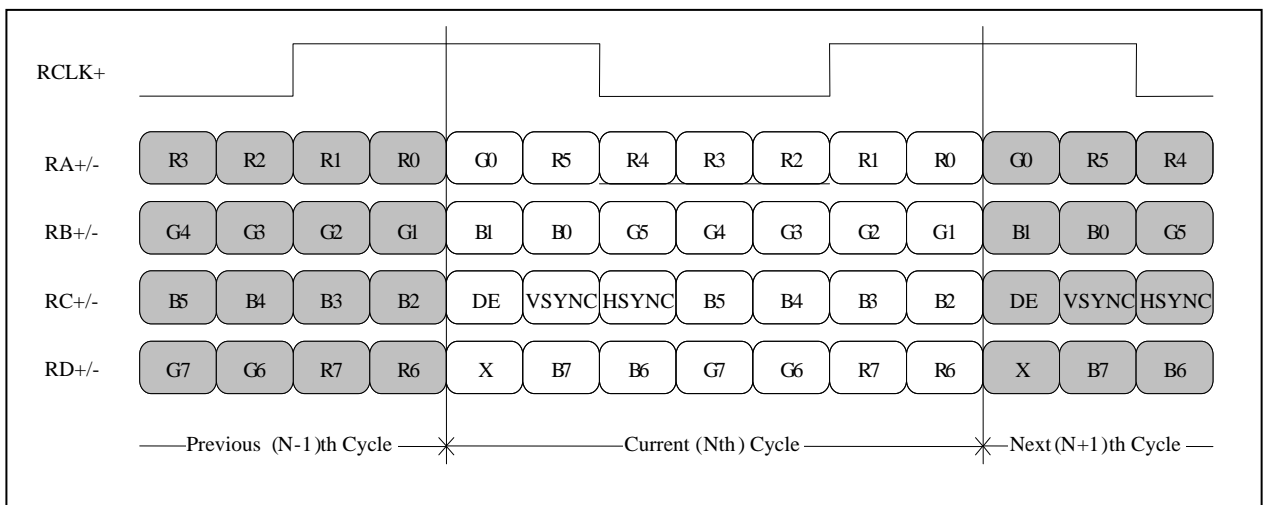 RCLK+
RA+/- R3 R2 R1 R0 G0 R5 R4 R3 R2 R1 R0 G0 R5 R4
RB+/- G4 G3 G2 G1 B1 B0 G5 G4 G3 G2 G1 B1 B0 G5
RC+/- B5 B4 B3 B2 DE VSYNC HSYNC B5 B4 B3 B2 DE VSYNC HSYNC
RD+/- G7 G6 R7 R6 X B7 B6 G7 G6 R7 R6 X B7 B6
Previous (N-1)th Cycle Current (Nth) Cycle Next (N+1)th Cycle